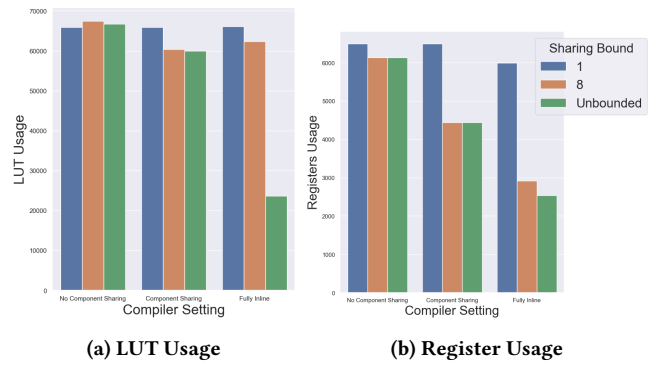 70000
60000
50000
40000
30000
20000
10000
0
LUT Usage
No Component Sharing
Component Sharing
Fully Inline
Compiler Setting
(a) LUT Usage
6000
5000
4000
3000
2000
1000
0
Registers Usage
No Component Sharing
Component Sharing
Fully Inline
Compiler Setting
Sharing Bound
1
8
Unbounded
(b) Register Usage